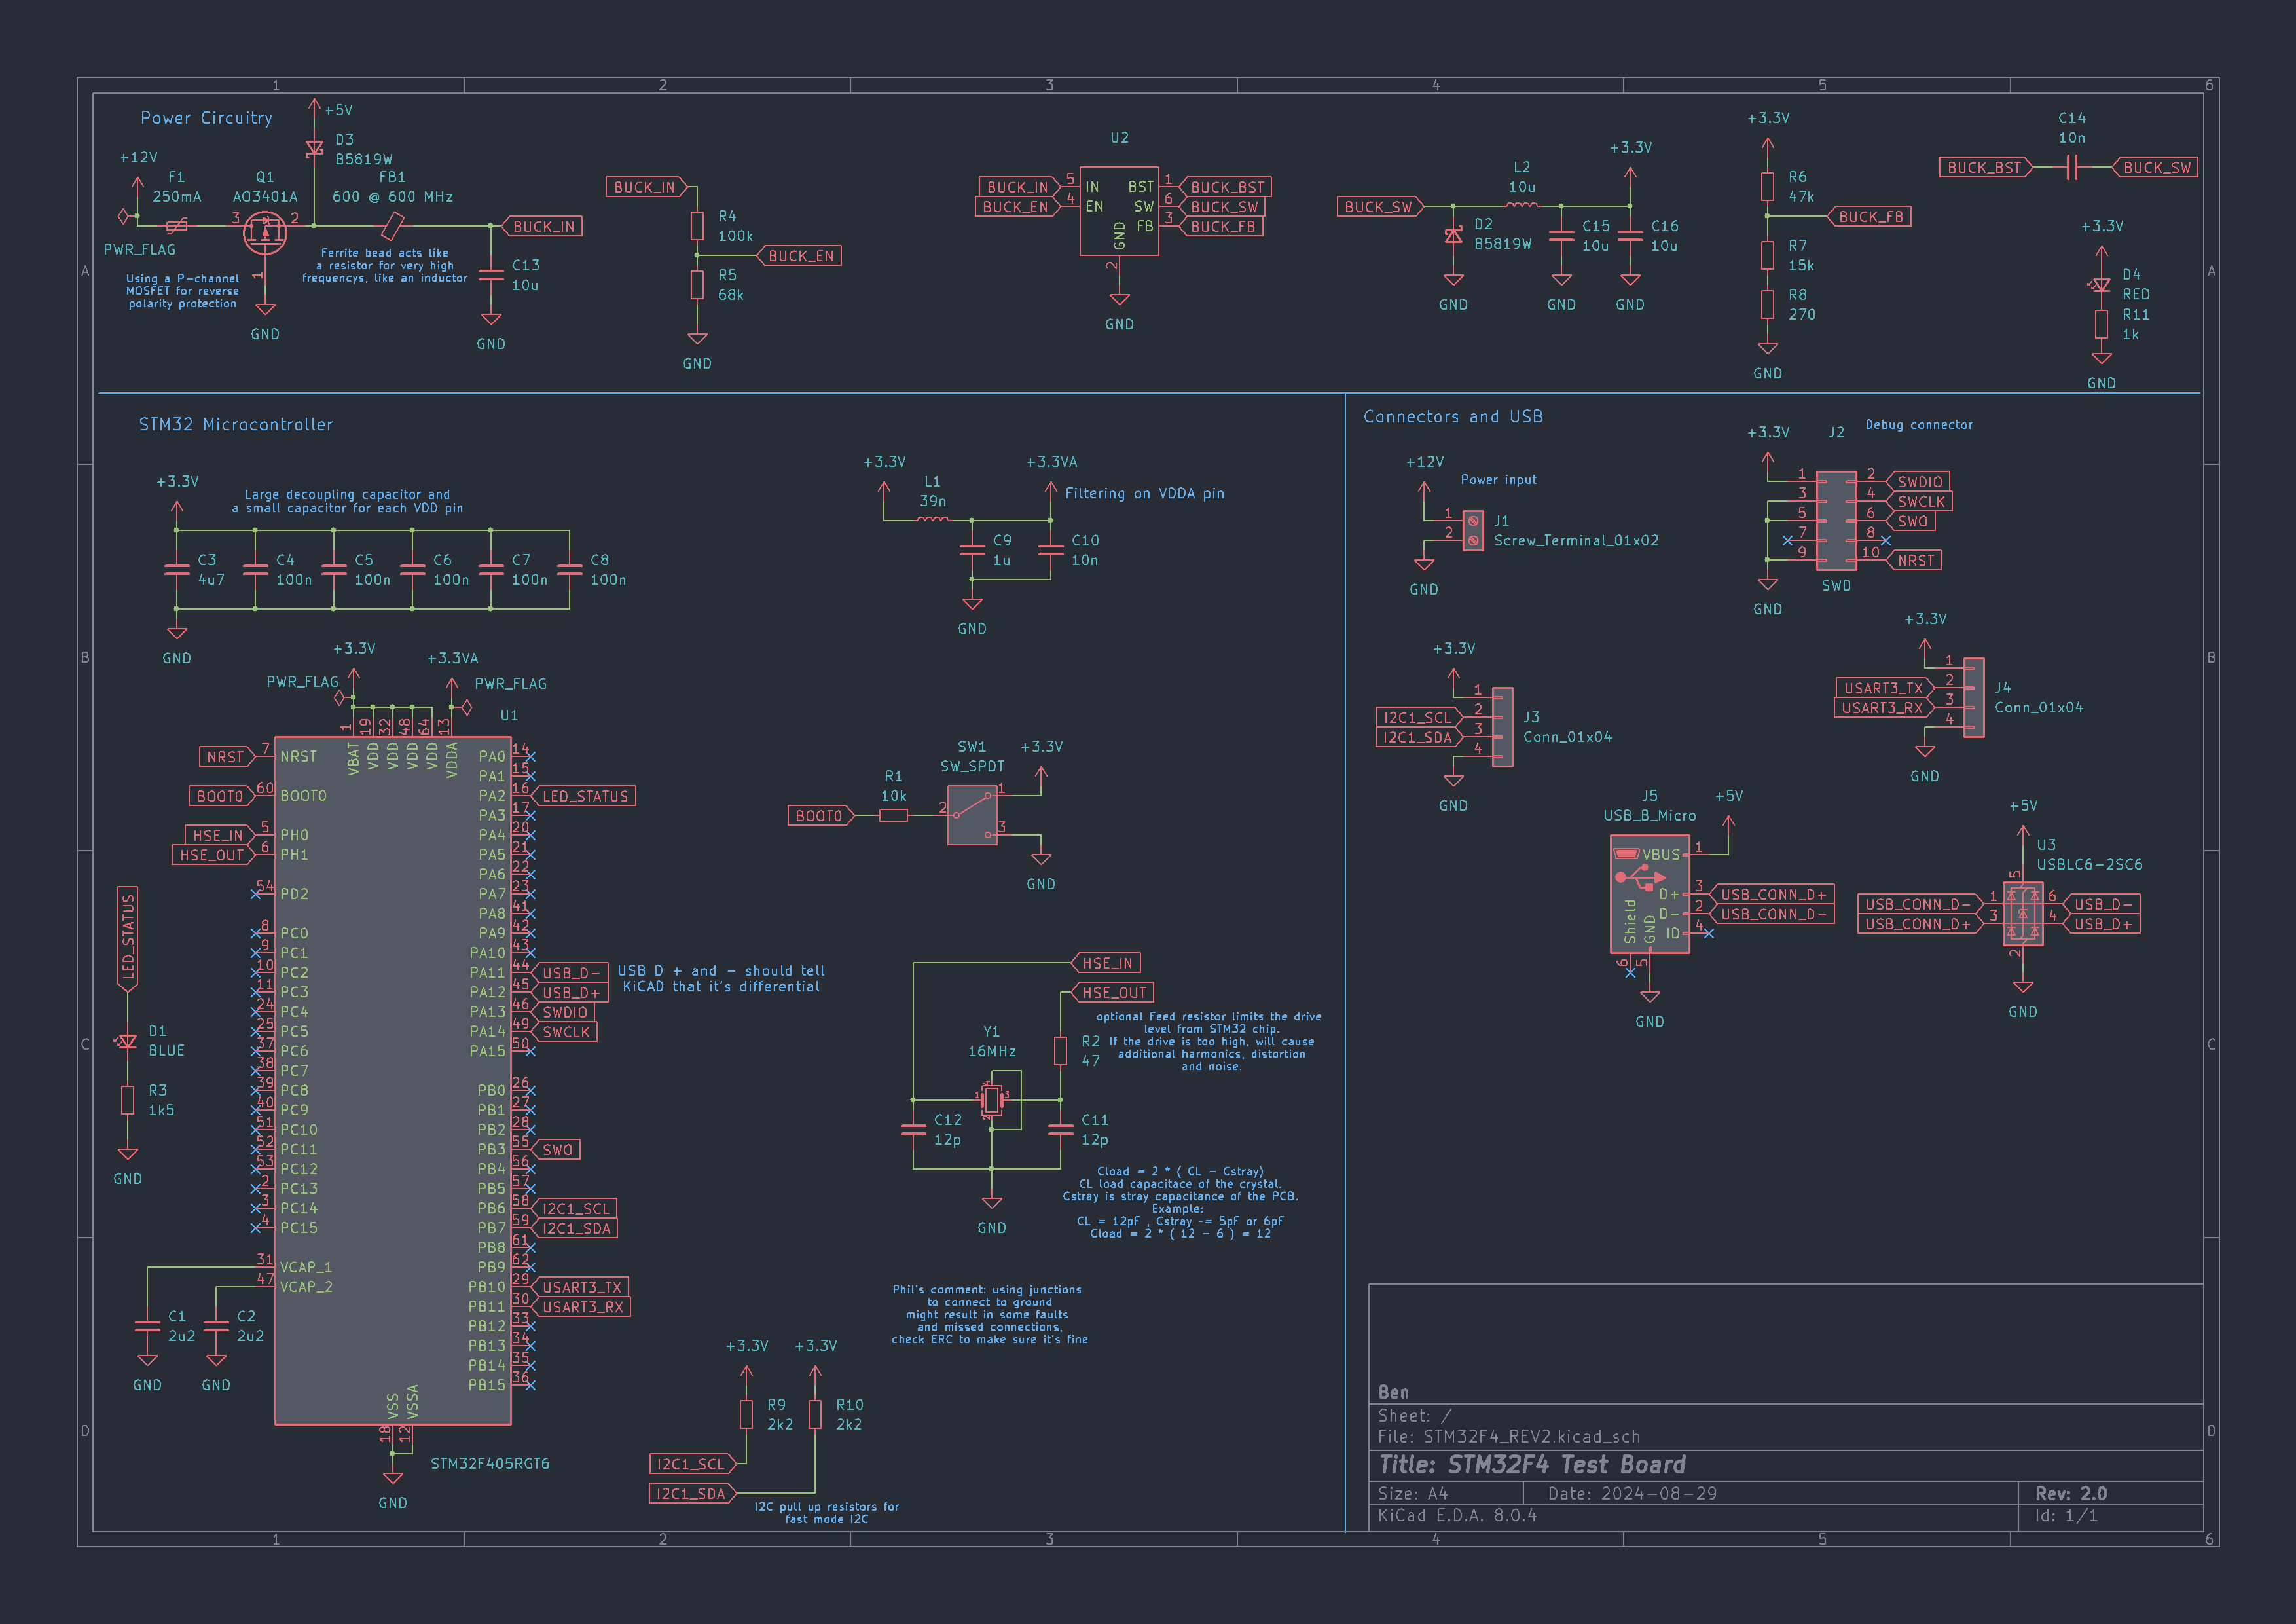 1 2 3 4 5 6
Power Circuitry
+12V
F1
250mA
PWR_FLAG
Q1
AO3401A
3 2 1
GND
Using a P-channel
MOSFET for reverse
polarity protection
+5V
D3
B5819W
FB1
600 @ 600 MHz
Ferrite bead acts like
a resistor for very high
frequencys, like an inductor
BUCK_IN
C13
10u
GND
BUCK_IN
R4
100k
BUCK_EN
R5
68k
GND
U2
BUCK_IN 5 IN BST 1 BUCK_BST
BUCK_EN 4 EN SW 6 BUCK_SW
FB 3 BUCK_FB
GND
2
GND
BUCK_SW
D2
B5819W
GND
L2
10u
C15
10u
GND
+3.3V
C16
10u
GND
+3.3V
R6
47k
BUCK_FB
R7
15k
R8
270
GND
C14
10n
BUCK_BST
BUCK_SW
+3.3V
D4
RED
R11
1k
GND
A
B
C
D
STM32 Microcontroller
+3.3V
Large decoupling capacitor and
a small capacitor for each VDD pin
C3
4u7
C4
100n
C5
100n
C6
100n
C7
100n
C8
100n
GND
+3.3V
L1
39n
+3.3VA
Filtering on VDDA pin
C9
1u
C10
10n
GND
+3.3V
PWR_FLAG
+3.3VA
PWR_FLAG
U1
1 19 32 48 64 13
VBAT VDD VDD VDD VDD VDDA
NRST 7 NRST
BOOT0 60 BOOT0
HSE_IN 5 PH0
HSE_OUT 6 PH1
54 PD2
8 PC0
9 PC1
10 PC2
11 PC3
24 PC4
25 PC5
37 PC6
38 PC7
39 PC8
40 PC9
51 PC10
52 PC11
53 PC12
2 PC13
3 PC14
4 PC15
31 VCAP_1
47 VCAP_2
PA0 14
PA1 15
PA2 16 LED_STATUS
PA3 17
PA4 20
PA5 21
PA6 22
PA7 23
PA8 41
PA9 42
PA10 43
PA11 44 USB_D-
PA12 45 USB_D+
PA13 46 SWDIO
PA14 49 SWCLK
PA15 50
PB0 26
PB1 27
PB2 28
PB3 55 SWO
PB4 56
PB5 57
PB6 58 I2C1_SCL
PB7 59 I2C1_SDA
PB8 61
PB9 62
PB10 29 USART3_TX
PB11 30 USART3_RX
PB12 33
PB13 34
PB14 35
PB15 36
VSS VSSA
18 12
GND
STM32F405RGT6
USB D + and - should tell
KiCAD that it's differential
LED_STATUS
D1
BLUE
R3
1k5
GND
C1
2u2
GND
C2
2u2
GND
SW1
SW_SPDT
+3.3V
BOOT0
R1
10k
2 1 3
GND
HSE_IN
HSE_OUT
R2
47
optional Feed resistor limits the drive
level from STM32 chip.
If the drive is too high, will cause
additional harmonics, distortion
and noise.
Y1
16MHz
1 2 3 4
C12
12p
C11
12p
GND
Cload = 2 * ( CL - Cstray)
CL load capacitace of the crystal.
Cstray is stray capacitance of the PCB.
Example:
CL = 12pF , Cstray -= 5pF or 6pF
Cload = 2 * ( 12 - 6 ) = 12
Phil's comment: using junctions
to connect to ground
might result in some faults
and missed connections,
check ERC to make sure it's fine
+3.3V
+3.3V
R9
2k2
R10
2k2
I2C1_SCL
I2C1_SDA
I2C pull up resistors for
fast mode I2C
Connectors and USB
+12V
Power input
1
2
J1
Screw_Terminal_01x02
GND
+3.3V
J2
Debug connector
1 2 SWDIO
3 4 SWCLK
5 6 SWO
7 8
9 10 NRST
SWD
GND
+3.3V
1
I2C1_SCL 2
I2C1_SDA 3
4
J3
Conn_01x04
GND
+3.3V
1
USART3_TX 2
USART3_RX 3
4
J4
Conn_01x04
GND
J5
USB_B_Micro
+5V
VBUS 1
D+ 3 USB_CONN_D+
D- 2 USB_CONN_D-
ID 4
Shield GND
6 5
GND
+5V
U3
USBLC6-2SC6
5
USB_CONN_D- 1 6 USB_D-
USB_CONN_D+ 3 4 USB_D+
2
GND
Ben
Sheet: /
File: STM32F4_REV2.kicad_sch
Title: STM32F4 Test Board
Size: A4
Date: 2024-08-29
Rev: 2.0
KiCad E.D.A. 8.0.4
Id: 1/1
A
B
C
D
1 2 3 4 5 6